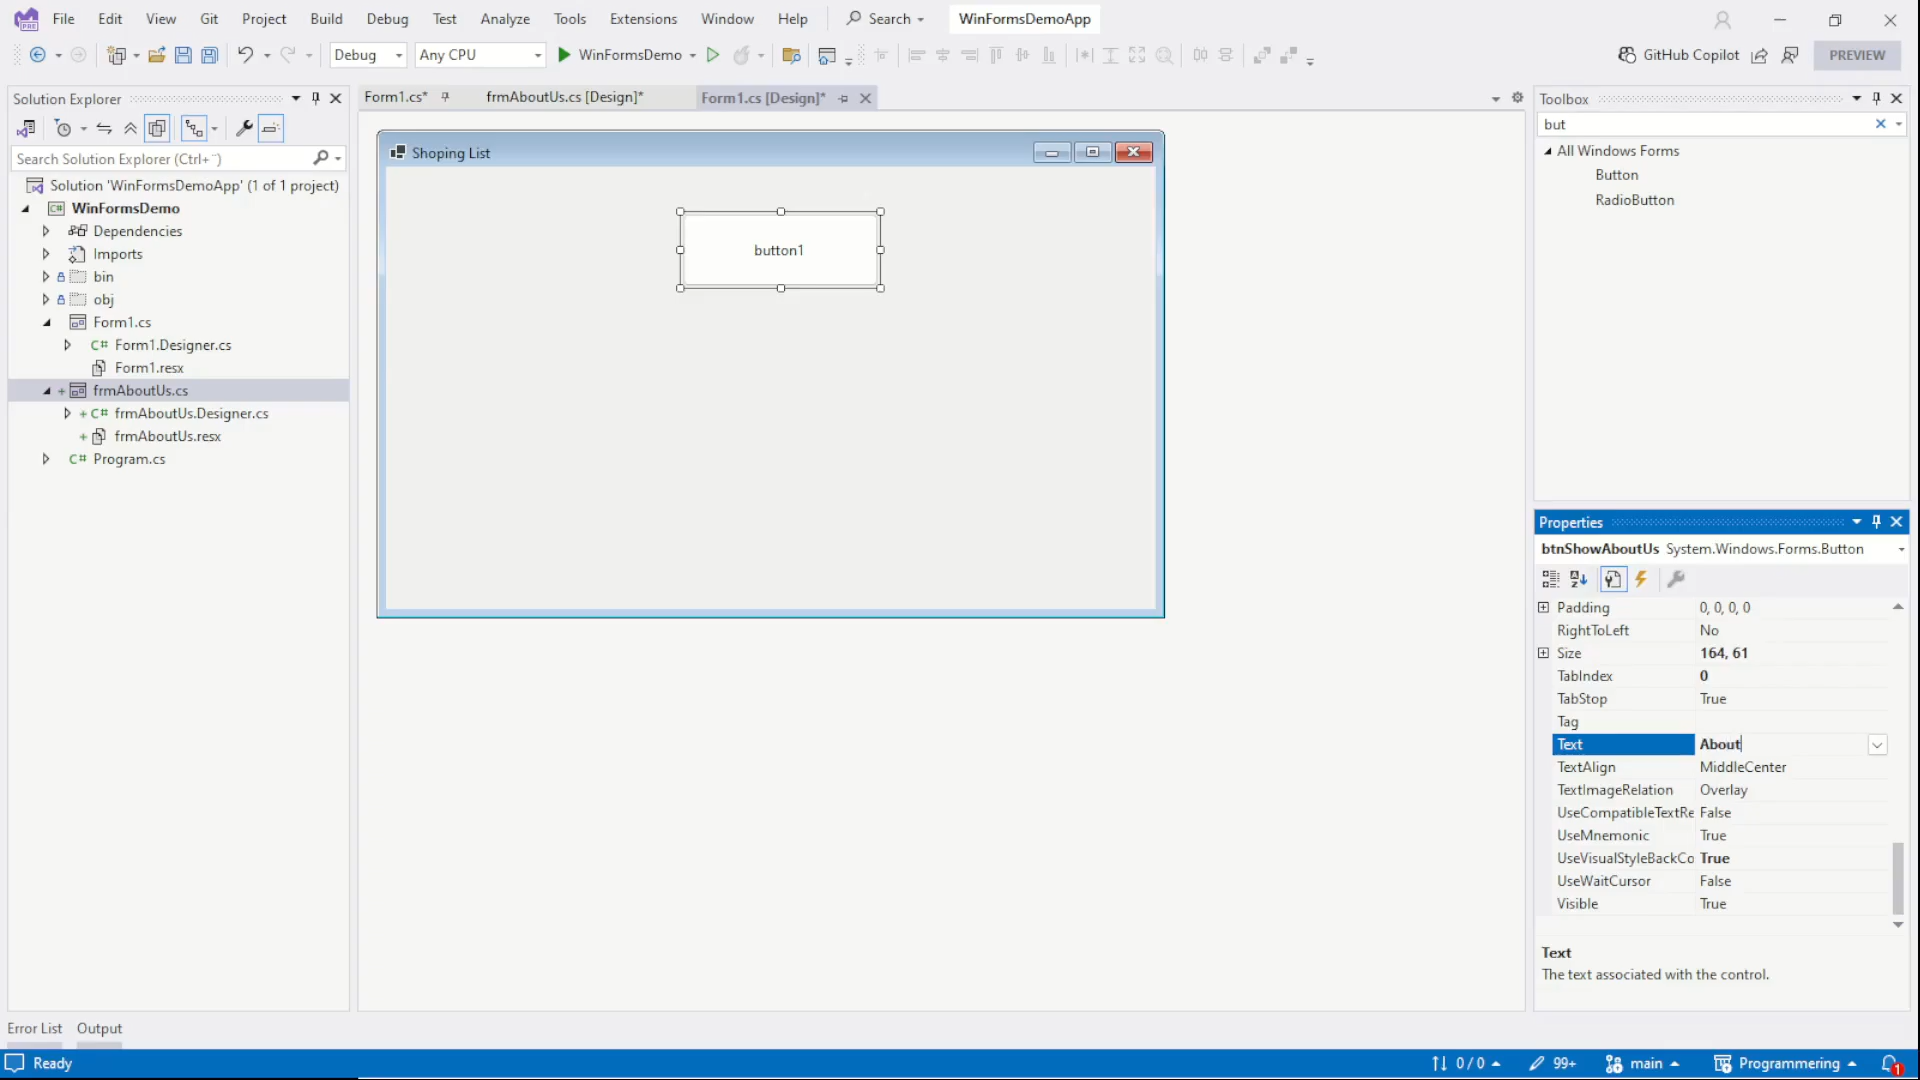 File Edit View Git Project Build Debug Test Analyze Tools Extensions Window Help Search WinFormsDemoApp
Debug Any CPU WinFormsDemo GitHub Copilot PREVIEW
Solution Explorer
Search Solution Explorer (Ctrl+¨)
Solution 'WinFormsDemoApp' (1 of 1 project)
WinFormsDemo
Dependencies
Imports
bin
obj
Form1.cs
Form1.Designer.cs
Form1.resx
frmAboutUs.cs
frmAboutUs.Designer.cs
frmAboutUs.resx
Program.cs
Form1.cs* frmAboutUs.cs [Design]* Form1.cs [Design]*
Shoping List
button1
Toolbox
but
All Windows Forms
Button
RadioButton
Properties
btnShowAboutUs System.Windows.Forms.Button
Padding 0, 0, 0, 0
RightToLeft No
Size 164, 61
TabIndex 0
TabStop True
Tag
Text About
TextAlign MiddleCenter
TextImageRelation Overlay
UseCompatibleTextRe False
UseMnemonic True
UseVisualStyleBackCo True
UseWaitCursor False
Visible True
Text
The text associated with the control.
Error List Output
Ready 0 / 0 99+ main Programmering 1